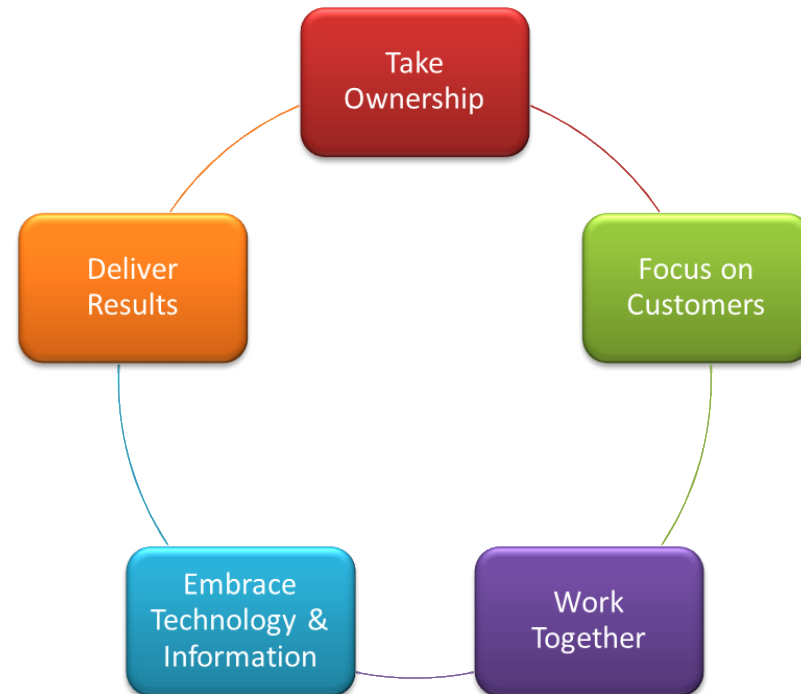 Take
Ownership
Focus on
Customers
Work
Together
Embrace
Technology &
Information
Deliver
Results